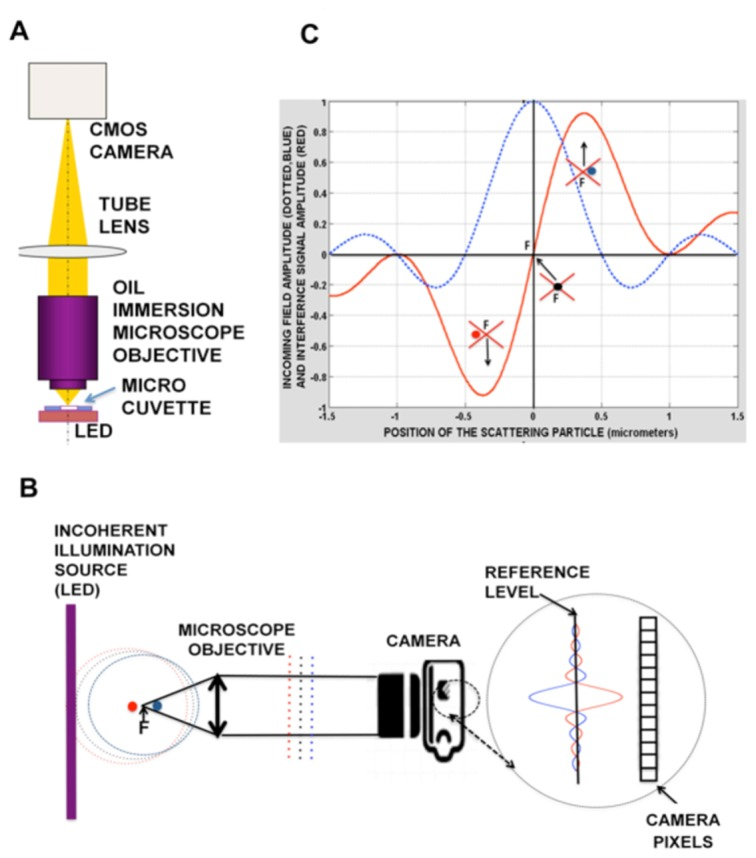 A
CMOS
CAMERA
TUBE
LENS
OIL
IMMERSION
MICROSCOPE
OBJECTIVE
MICRO
CUVETTE
LED
C
INCOMING FIELD AMPLITUDE (DOTTED,BLUE)
AND INTERFERNCE SIGNAL AMPLITUDE (RED)
1
0.8
0.6
0.4
0.2
0
-0.2
-0.4
-0.6
-0.8
-1
1
F
F
F
F
-1.5
-1
-0.5
0
0.5
1
1.5
POSITION OF THE SCATTERING PARTICLE (micrometers)
B
INCOHERENT
ILLUMINATION
SOURCE
(LED)
F
MICROSCOPE
OBJECTIVE
CAMERA
REFERENCE
LEVEL
CAMERA
PIXELS